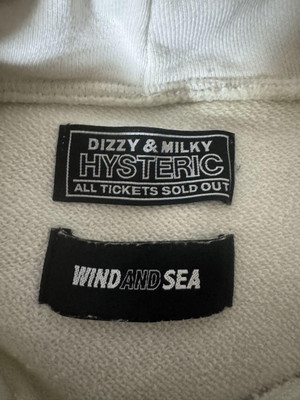 DIZZY & MILKY
HYSTERIC
ALL TICKETS SOLD OUT
WIND AND SEA